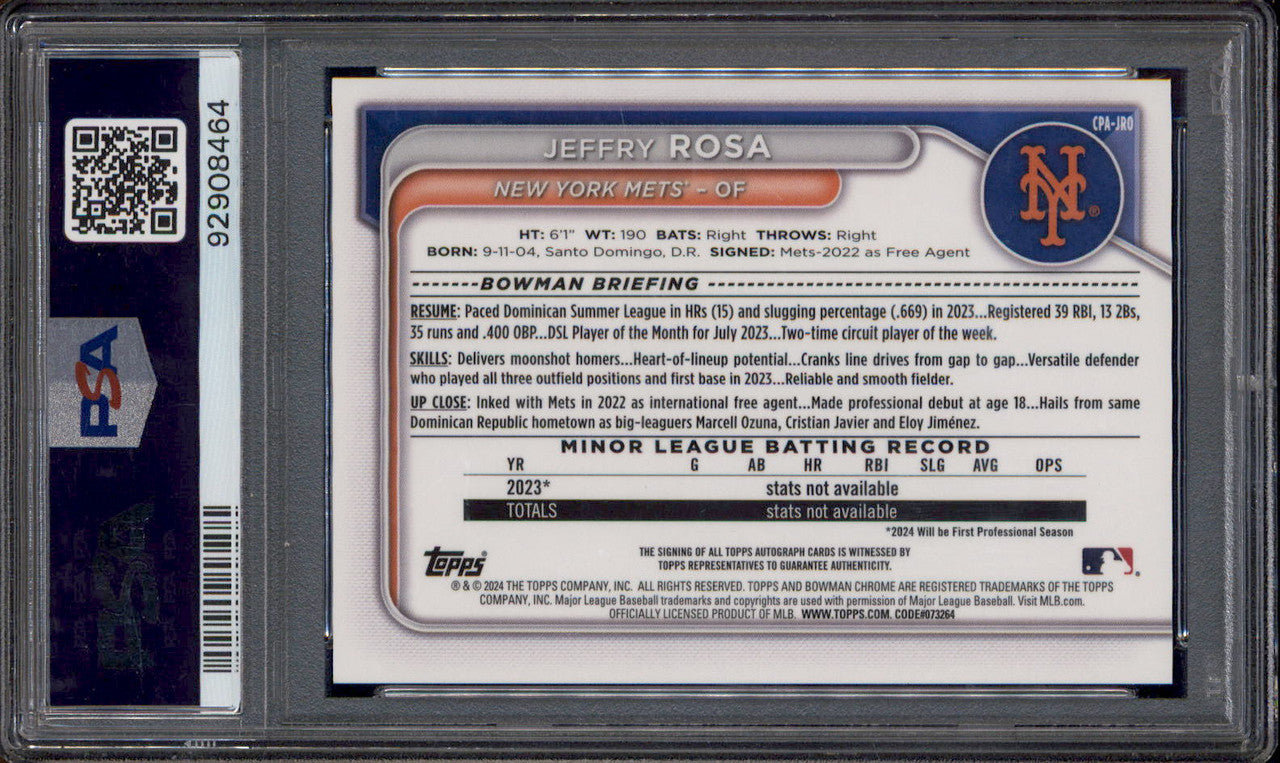 92908464
PSA
CPA-JRO
JEFFRY ROSA
NEW YORK METS® – OF
NY®
HT: 6'1" WT: 190 BATS: Right THROWS: Right
BORN: 9-11-04, Santo Domingo, D.R. SIGNED: Mets-2022 as Free Agent
BOWMAN BRIEFING
RESUME: Paced Dominican Summer League in HRs (15) and slugging percentage (.669) in 2023...Registered 39 RBI, 13 2Bs,
35 runs and .400 OBP...DSL Player of the Month for July 2023...Two-time circuit player of the week.
SKILLS: Delivers moonshot homers...Heart-of-lineup potential...Cranks line drives from gap to gap...Versatile defender
who played all three outfield positions and first base in 2023...Reliable and smooth fielder.
UP CLOSE: Inked with Mets in 2022 as international free agent...Made professional debut at age 18...Hails from same
Dominican Republic hometown as big-leaguers Marcell Ozuna, Cristian Javier and Eloy Jiménez.
MINOR LEAGUE BATTING RECORD
YR G AB HR RBI SLG AVG OPS
2023* stats not available
TOTALS stats not available
*2024 Will be First Professional Season
topps®
THE SIGNING OF ALL TOPPS AUTOGRAPH CARDS IS WITNESSED BY
TOPPS REPRESENTATIVES TO GUARANTEE AUTHENTICITY.
® & © 2024 THE TOPPS COMPANY, INC. ALL RIGHTS RESERVED. TOPPS AND BOWMAN CHROME ARE REGISTERED TRADEMARKS OF THE TOPPS
COMPANY, INC. Major League Baseball trademarks and copyrights are used with permission of Major League Baseball. Visit MLB.com.
OFFICIALLY LICENSED PRODUCT OF MLB. WWW.TOPPS.COM. CODE#073264